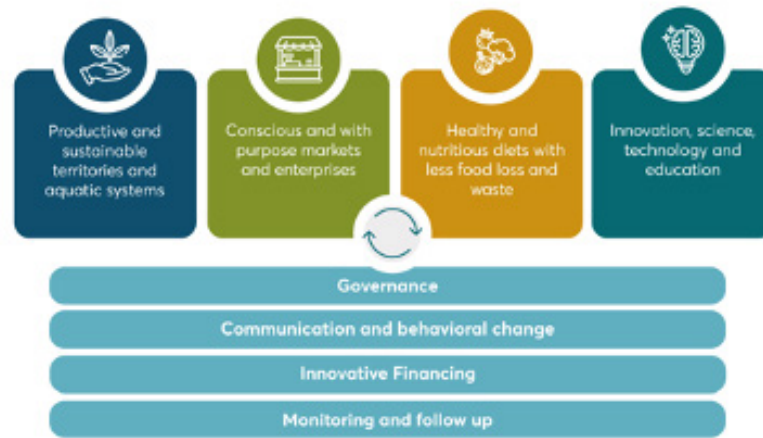 Productive and
sustainable
territories and
aquatic systems
Conscious and with
purpose markets
and enterprises
Healthy and
nutritious diets with
less food loss and
waste
Innovation, science,
technology and
education
Governance
Communication and behavioral change
Innovative Financing
Monitoring and follow up